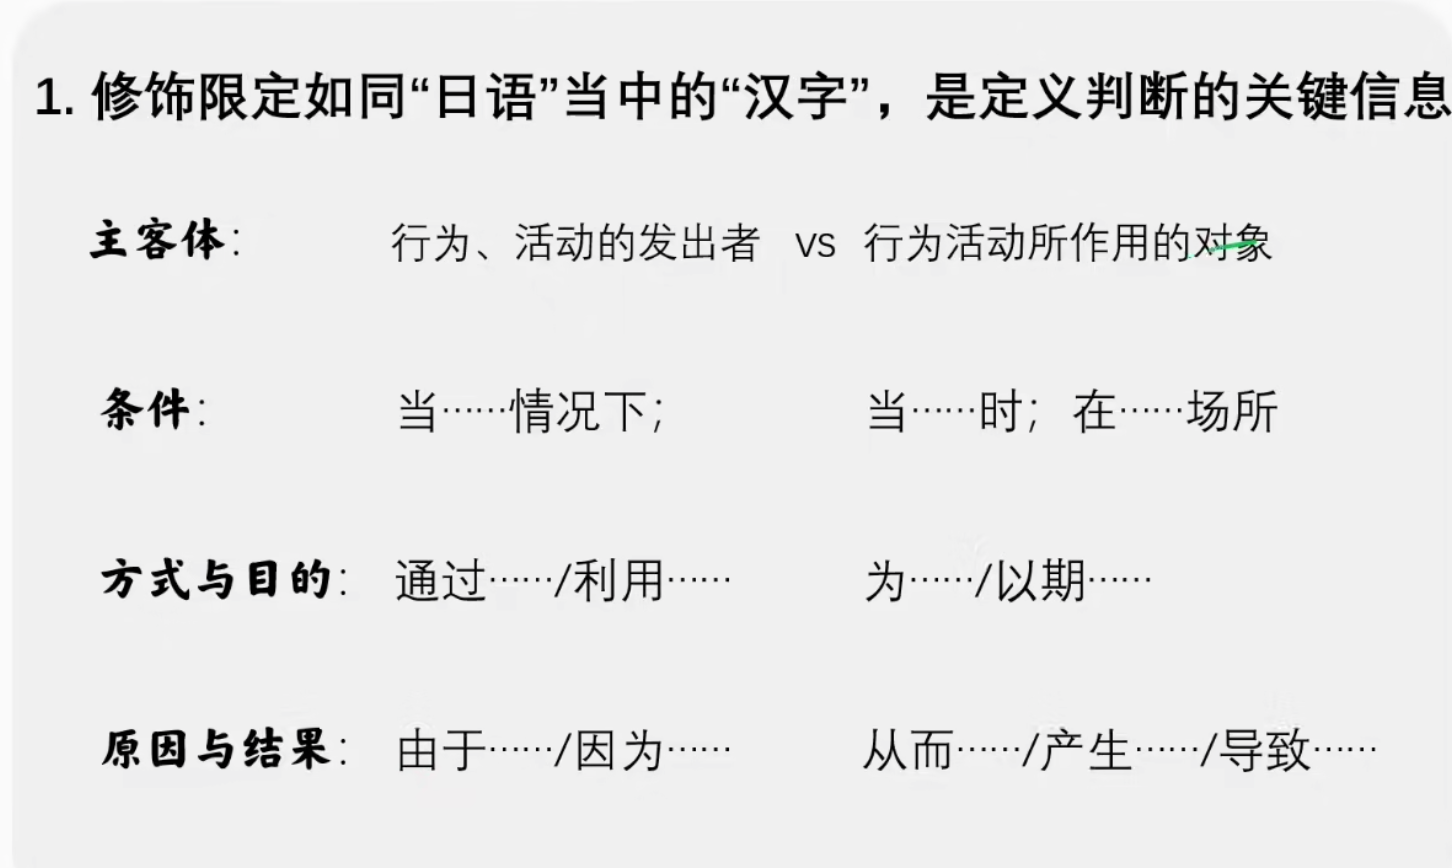 1. 修饰限定如同“日语”当中的“汉字”，是定义判断的关键信息
主客体： 行为、活动的发出者 vs 行为活动所作用的对象
条件： 当……情况下； 当……时；在……场所
方式与目的： 通过……/利用…… 为……/以期……
原因与结果： 由于……/因为…… 从而……/产生……/导致……